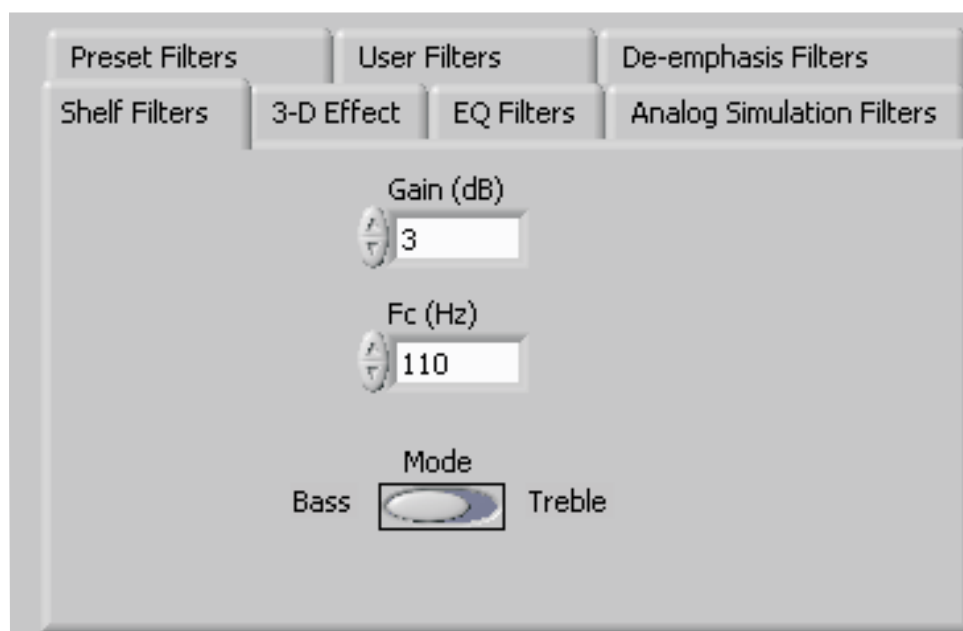 Preset Filters User Filters De-emphasis Filters
Shelf Filters 3-D Effect EQ Filters Analog Simulation Filters
Gain (dB)
3
Fc (Hz)
110
Mode
Bass Treble